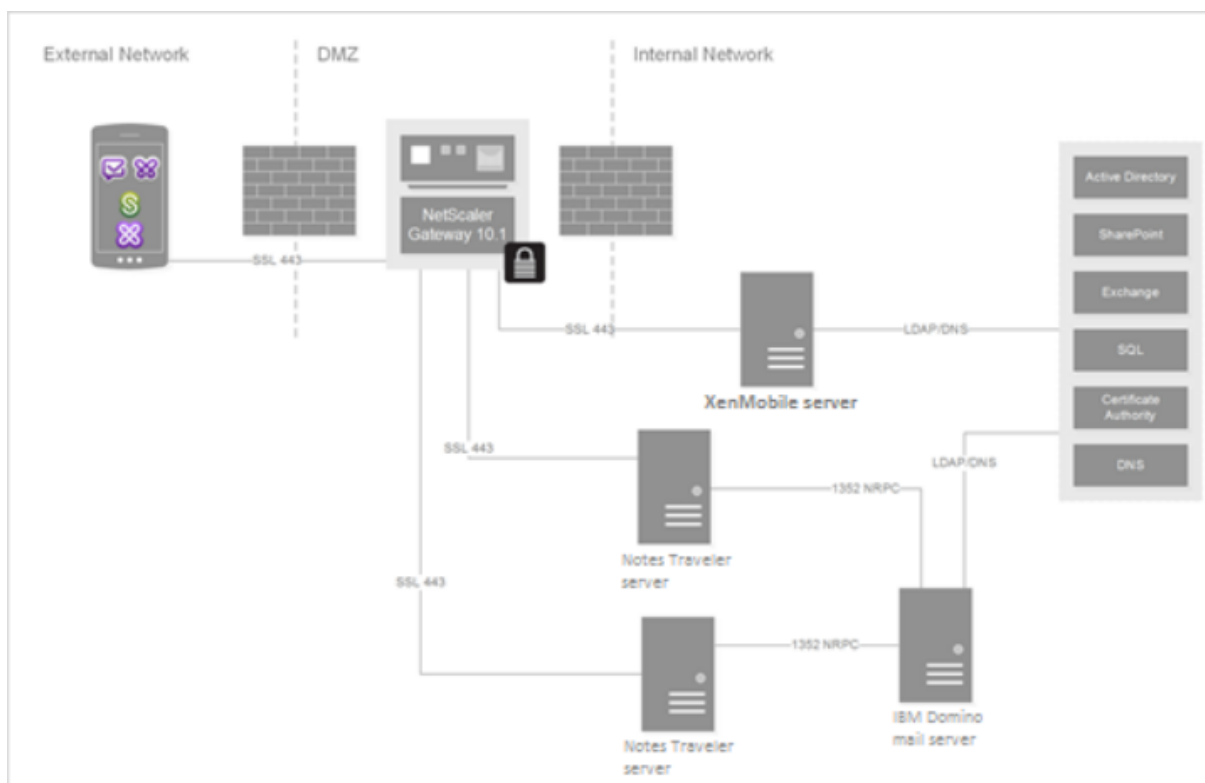 External Network
DMZ
Internal Network
NetScaler
Gateway 10.1
S
SSL 443
SSL 443
LDAP/DNS
XenMobile server
Active Directory
SharePoint
Exchange
SQL
Certificate
Authority
DNS
SSL 443
LDAP/DNS
1352 NRPC
Notes Traveler
server
SSL 443
1352 NRPC
Notes Traveler
server
IBM Domino
mail server